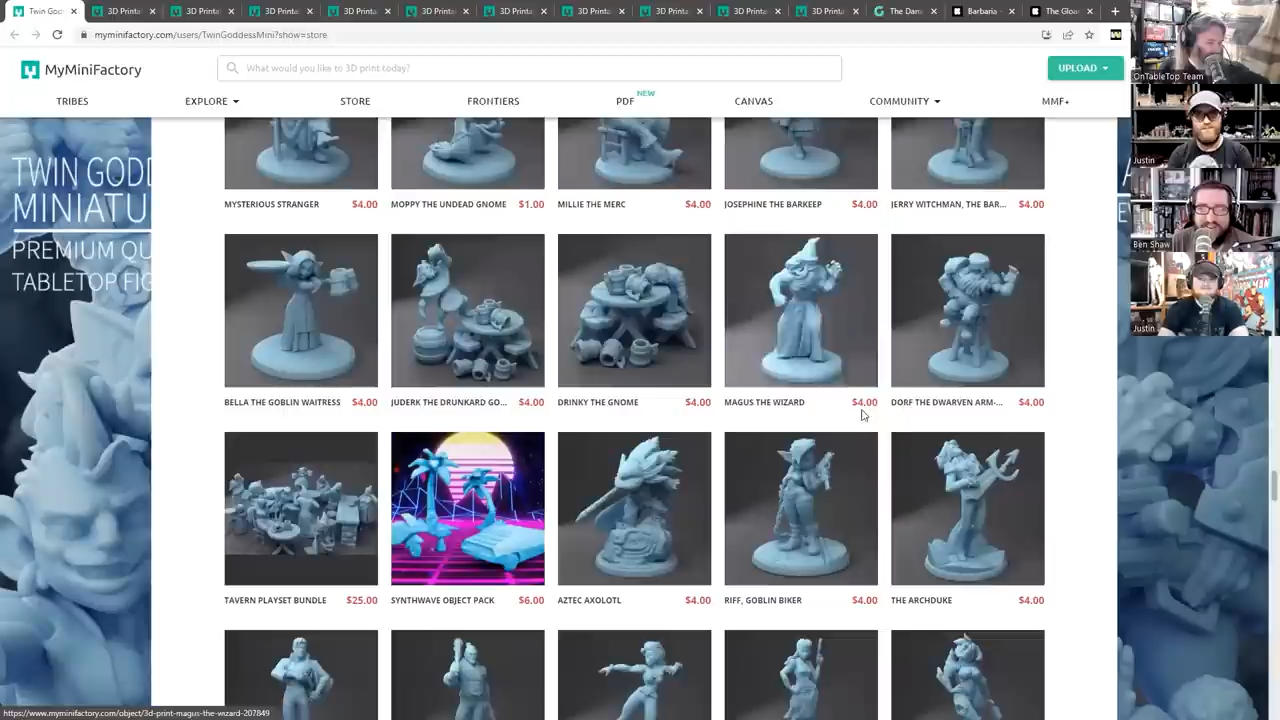 Twin Godd
3D Printa
3D Printa
3D Printa
3D Printa
3D Printa
3D Printa
3D Printa
3D Printa
3D Printa
3D Printa
The Dan
Barbaria
The Gloa
myminifactory.com/users/TwinGoddessMini?show=store
MyMiniFactory
What would you like to 3D print today?
UPLOAD
OnTableTop Team
TRIBES
EXPLORE
STORE
FRONTIERS
PDF NEW
CANVAS
COMMUNITY
MMF+
TWIN GODD
MINIATU
PREMIUM QU
TABLETOP FIG
Justin
Ben Shaw
Justin
MYSTERIOUS STRANGER $4.00
MOPPY THE UNDEAD GNOME $1.00
MILLIE THE MERC $4.00
JOSEPHINE THE BARKEEP $4.00
JERRY WITCHMAN, THE BAR... $4.00
BELLA THE GOBLIN WAITRESS $4.00
JUDERK THE DRUNKARD GO... $4.00
DRINKY THE GNOME $4.00
MAGUS THE WIZARD $4.00
DORF THE DWARVEN ARM-... $4.00
TAVERN PLAYSET BUNDLE $25.00
SYNTHWAVE OBJECT PACK $6.00
AZTEC AXOLOTL $4.00
RIFF, GOBLIN BIKER $4.00
THE ARCHDUKE $4.00
https://www.myminifactory.com/object/3d-print-magus-the-wizard-207849